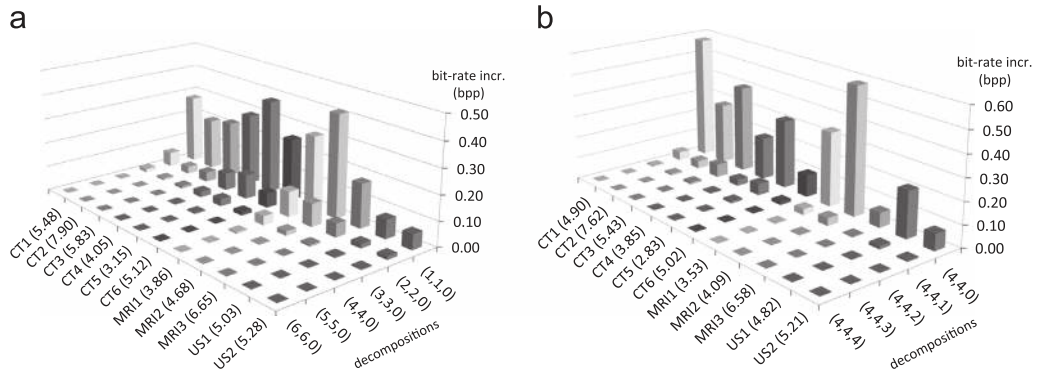 a
bit-rate incr.
(bpp)
0.50
0.40
0.30
0.20
0.10
0.00
CT1 (5.48)
CT2 (7.90)
CT3 (5.83)
CT4 (4.05)
CT5 (3.15)
CT6 (5.12)
MRI1 (3.86)
MRI2 (4.68)
MRI3 (6.65)
US1 (5.03)
US2 (5.28)
(6,6,0)
(5,5,0)
(4,4,0)
(3,3,0)
(2,2,0)
(1,1,0)
decompositions
b
bit-rate incr.
(bpp)
0.60
0.50
0.40
0.30
0.20
0.10
0.00
CT1 (4.90)
CT2 (7.62)
CT3 (5.43)
CT4 (3.85)
CT5 (2.83)
CT6 (5.02)
MRI1 (3.53)
MRI2 (4.09)
MRI3 (6.58)
US1 (4.82)
US2 (5.21)
(4,4,4)
(4,4,3)
(4,4,2)
(4,4,1)
(4,4,0)
decompositions